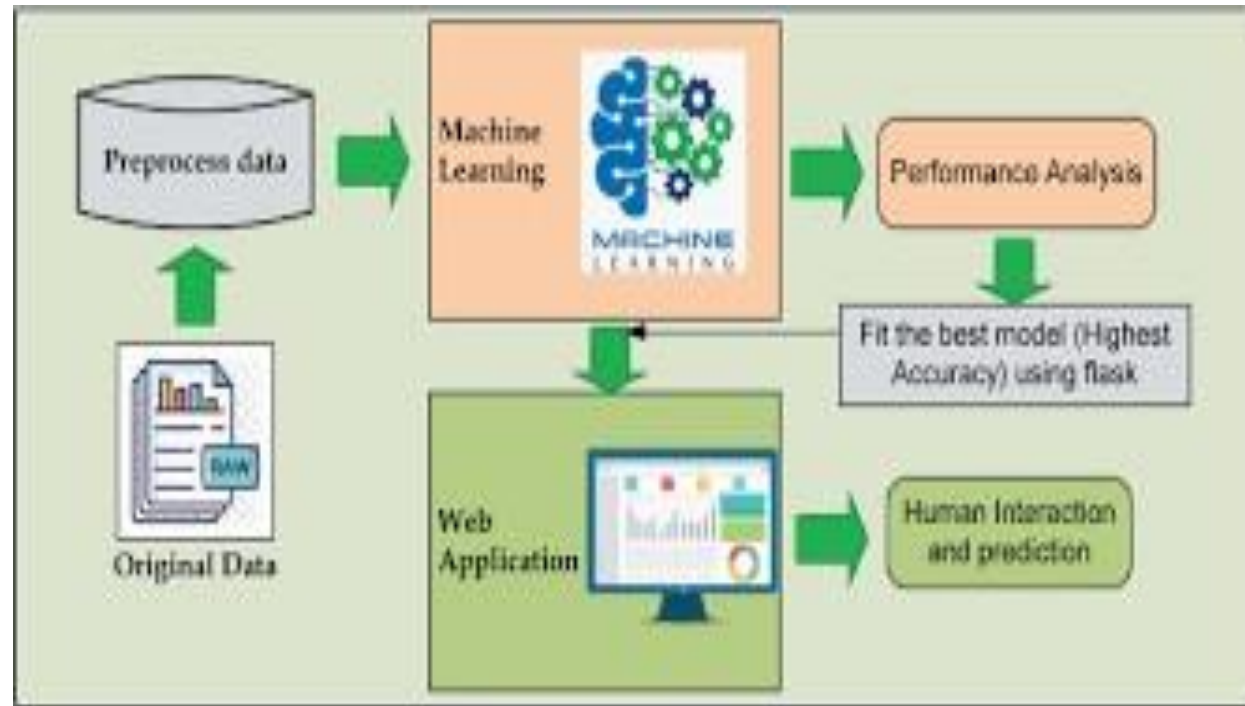 Preprocess data
Machine
Learning
MACHINE
LEARNING
Performance Analysis
Fit the best model (Highest
Accuracy) using flask
RAW
Original Data
Web
Application
Human Interaction
and prediction